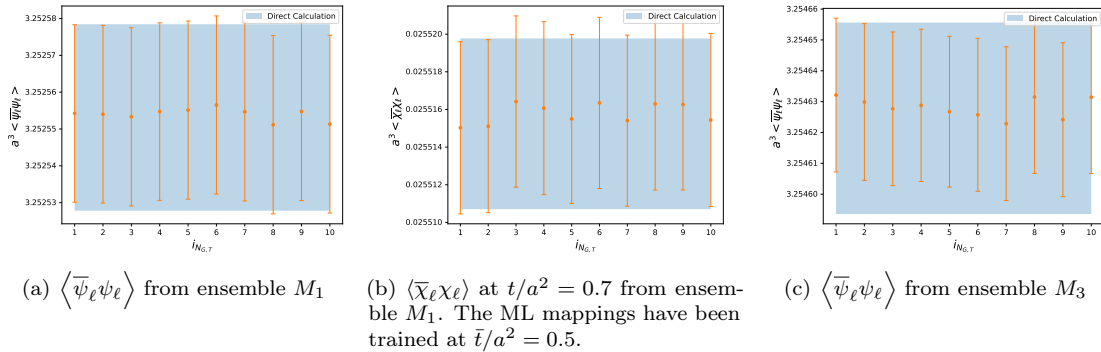 3.25258
3.25257
3.25256
3.25255
3.25254
3.25253
a³ < ψ̅ℓψℓ >
Direct Calculation
1 2 3 4 5 6 7 8 9 10
i_{N_{G,T}}
0.025520
0.025518
0.025516
0.025514
0.025512
0.025510
a³ < χ̅ℓχℓ >
Direct Calculation
1 2 3 4 5 6 7 8 9 10
i_{N_{G,T}}
3.25466
3.25465
3.25464
3.25463
3.25462
3.25461
3.25460
a³ < ψ̅ℓψℓ >
Direct Calculation
1 2 3 4 5 6 7 8 9 10
i_{N_{G,T}}
(a) ⟨ψ̅ℓψℓ⟩ from ensemble M₁
(b) ⟨χ̅ℓχℓ⟩ at t/a² = 0.7 from ensem-
ble M₁. The ML mappings have been
trained at t̄/a² = 0.5.
(c) ⟨ψ̅ℓψℓ⟩ from ensemble M₃